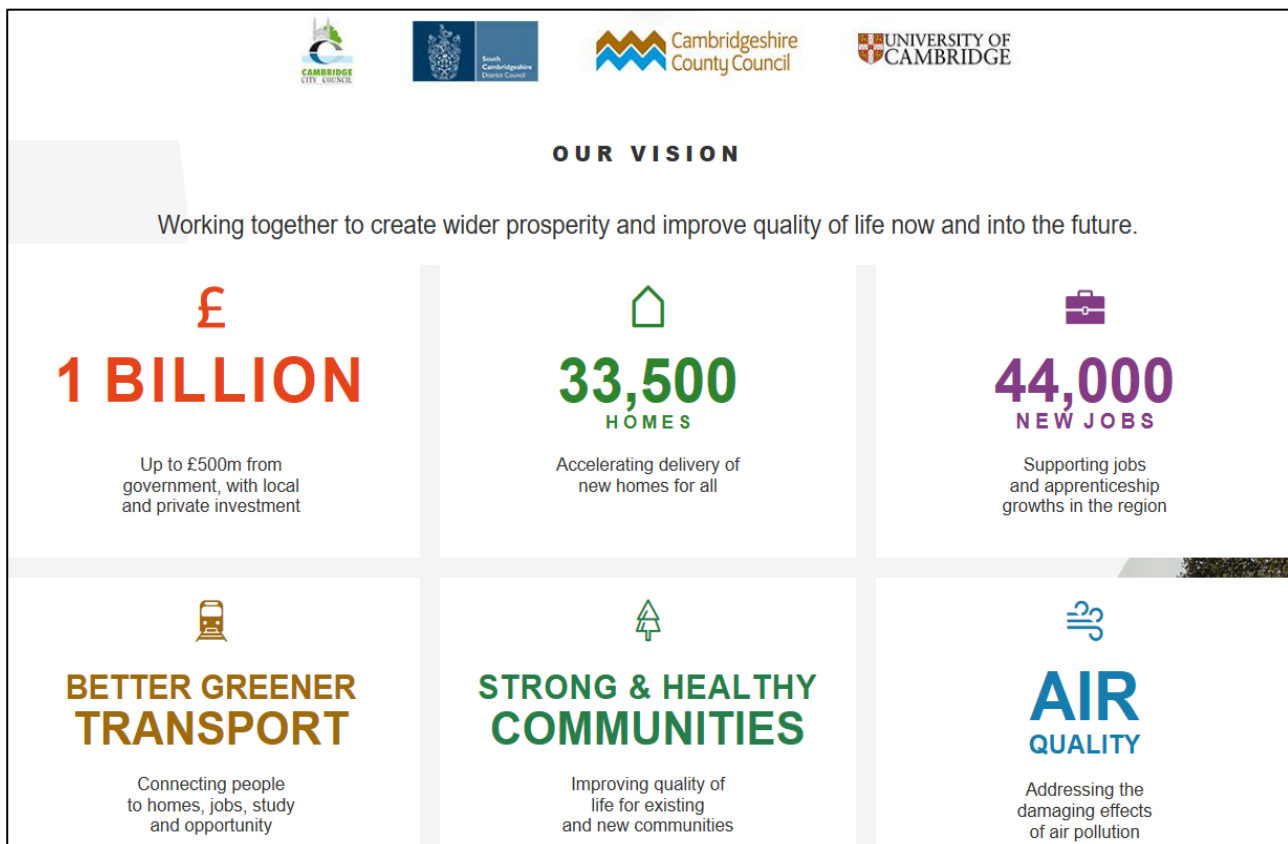 CAMBRIDGE
CITY COUNCIL
South
Cambridgeshire
District Council
Cambridgeshire
County Council
UNIVERSITY OF
CAMBRIDGE
OUR VISION
Working together to create wider prosperity and improve quality of life now and into the future.
£
1 BILLION
Up to £500m from
government, with local
and private investment
33,500
HOMES
Accelerating delivery of
new homes for all
44,000
NEW JOBS
Supporting jobs
and apprenticeship
growths in the region
BETTER GREENER
TRANSPORT
Connecting people
to homes, jobs, study
and opportunity
STRONG & HEALTHY
COMMUNITIES
Improving quality of
life for existing
and new communities
AIR
QUALITY
Addressing the
damaging effects
of air pollution